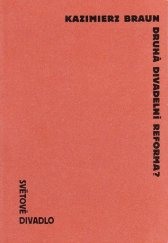 KAZIMIERZ BRAUN
DRUHÁ DIVADELNÍ REFORMA?
SVĚTOVÉ
DIVADLO